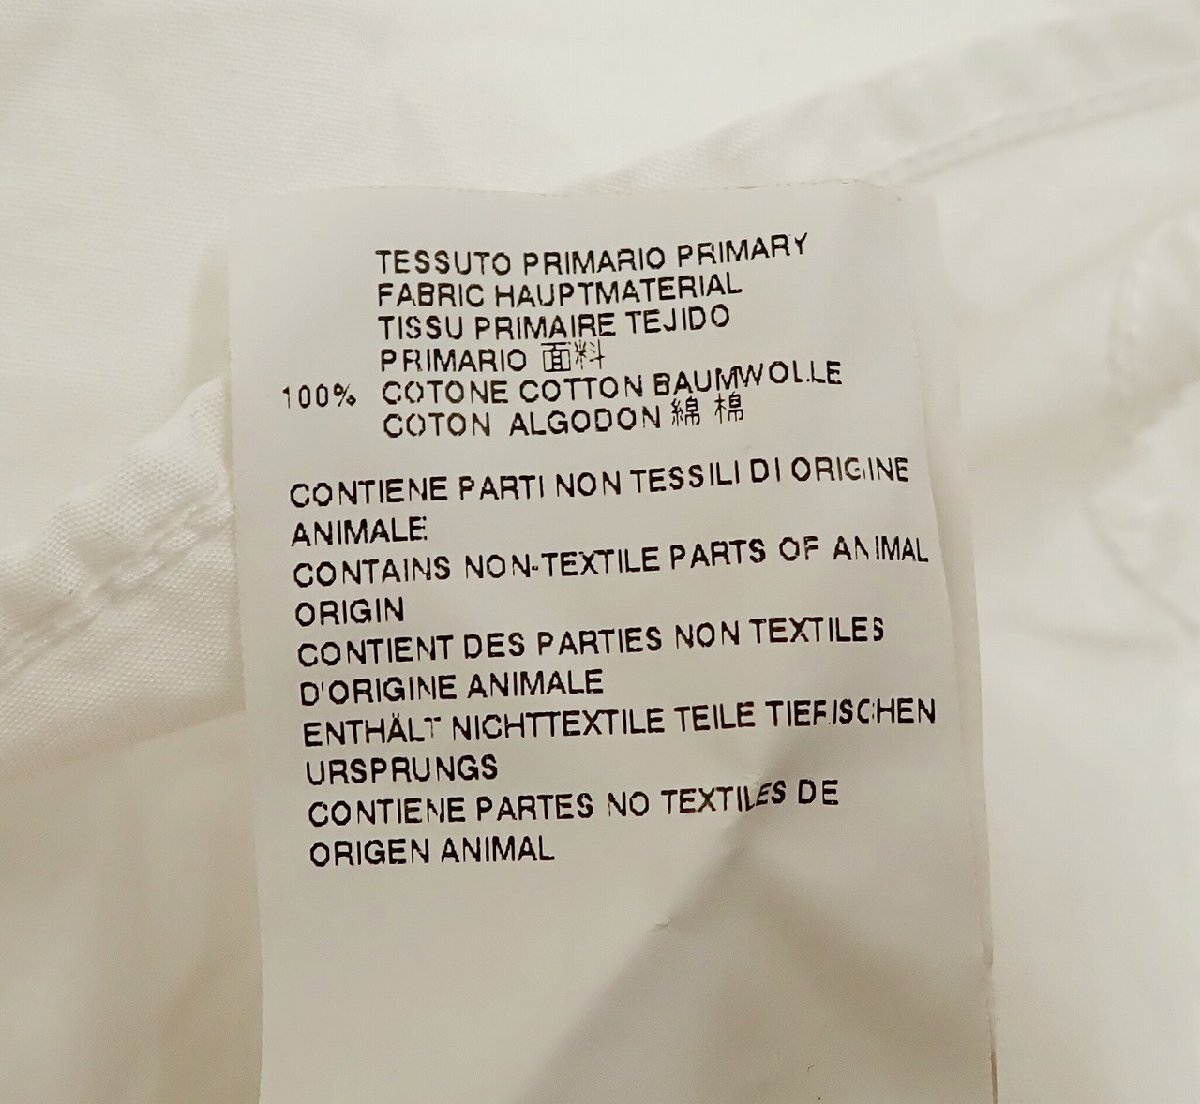 TESSUTO PRIMARIO PRIMARY
FABRIC HAUPTMATERIAL
TISSU PRIMAIRE TEJIDO
PRIMARIO 面料
100% COTONE COTTON BAUMWOLLE
COTON ALGODON 綿 棉
CONTIENE PARTI NON TESSILI DI ORIGINE
ANIMALE
CONTAINS NON-TEXTILE PARTS OF ANIMAL
ORIGIN
CONTIENT DES PARTIES NON TEXTILES
D'ORIGINE ANIMALE
ENTHÄLT NICHTTEXTILE TEILE TIERISCHEN
URSPRUNGS
CONTIENE PARTES NO TEXTILES DE
ORIGEN ANIMAL